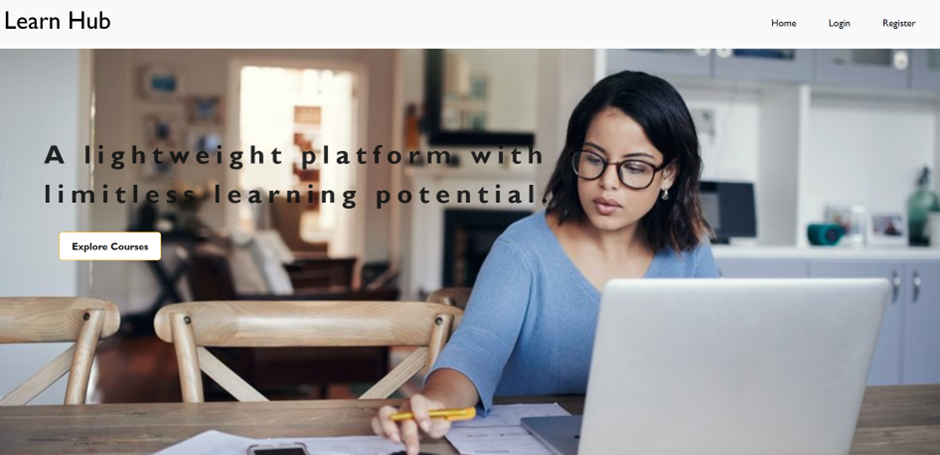 Learn Hub
Home Login Register
A lightweight platform with
limitless learning potential.
Explore Courses